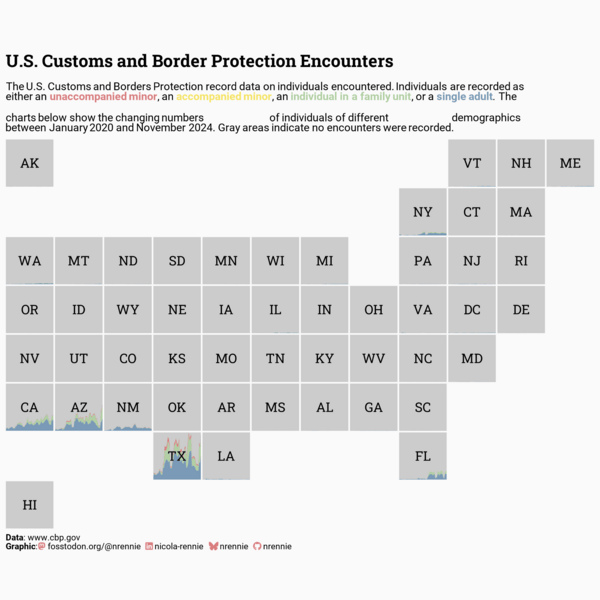 U.S. Customs and Border Protection Encounters
The U.S. Customs and Borders Protection record data on individuals encountered. Individuals are recorded as
either an unaccompanied minor, an accompanied minor, an individual in a family unit, or a single adult. The
charts below show the changing numbers of individuals of different demographics
between January 2020 and November 2024. Gray areas indicate no encounters were recorded.
AK VT NH ME
NY CT MA
WA MT ND SD MN WI MI PA NJ RI
OR ID WY NE IA IL IN OH VA DC DE
NV UT CO KS MO TN KY WV NC MD
CA AZ NM OK AR MS AL GA SC
TX LA FL
HI
Data: www.cbp.gov
Graphic: fosstodon.org/@nrennie nicola-rennie nrennie nrennie